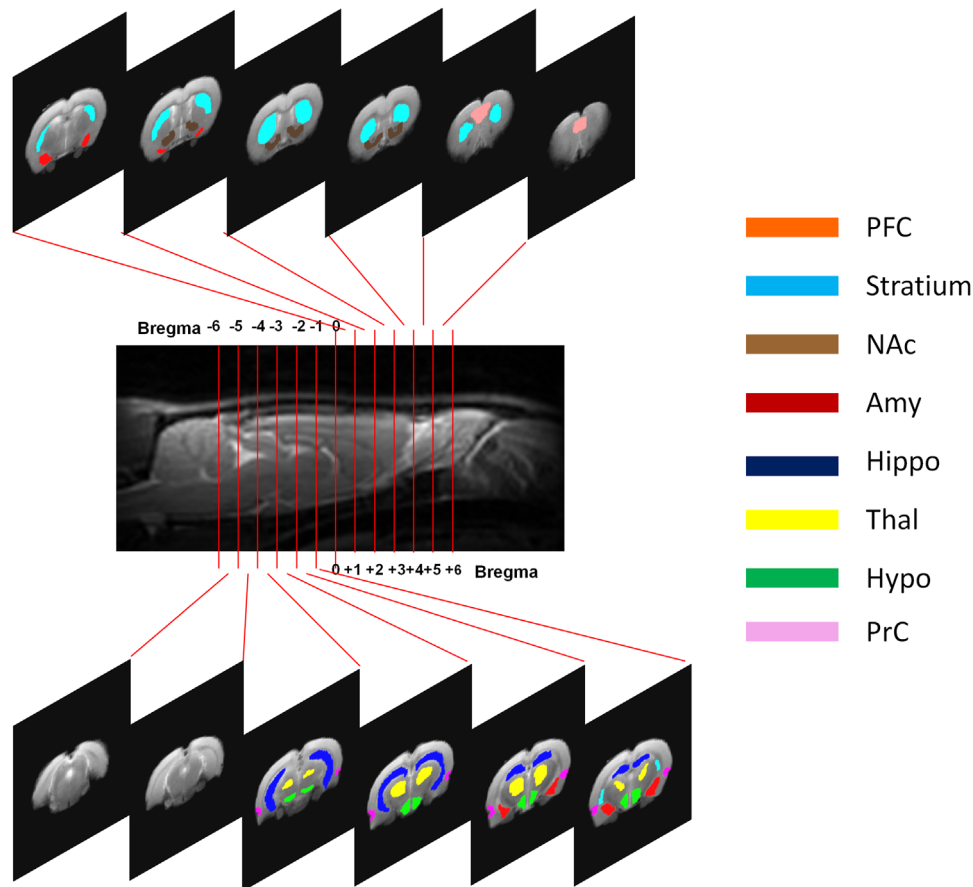 Bregma -6 -5 -4 -3 -2 -1 0
0 +1 +2 +3 +4 +5 +6 Bregma
PFC
Stratium
NAc
Amy
Hippo
Thal
Hypo
PrC